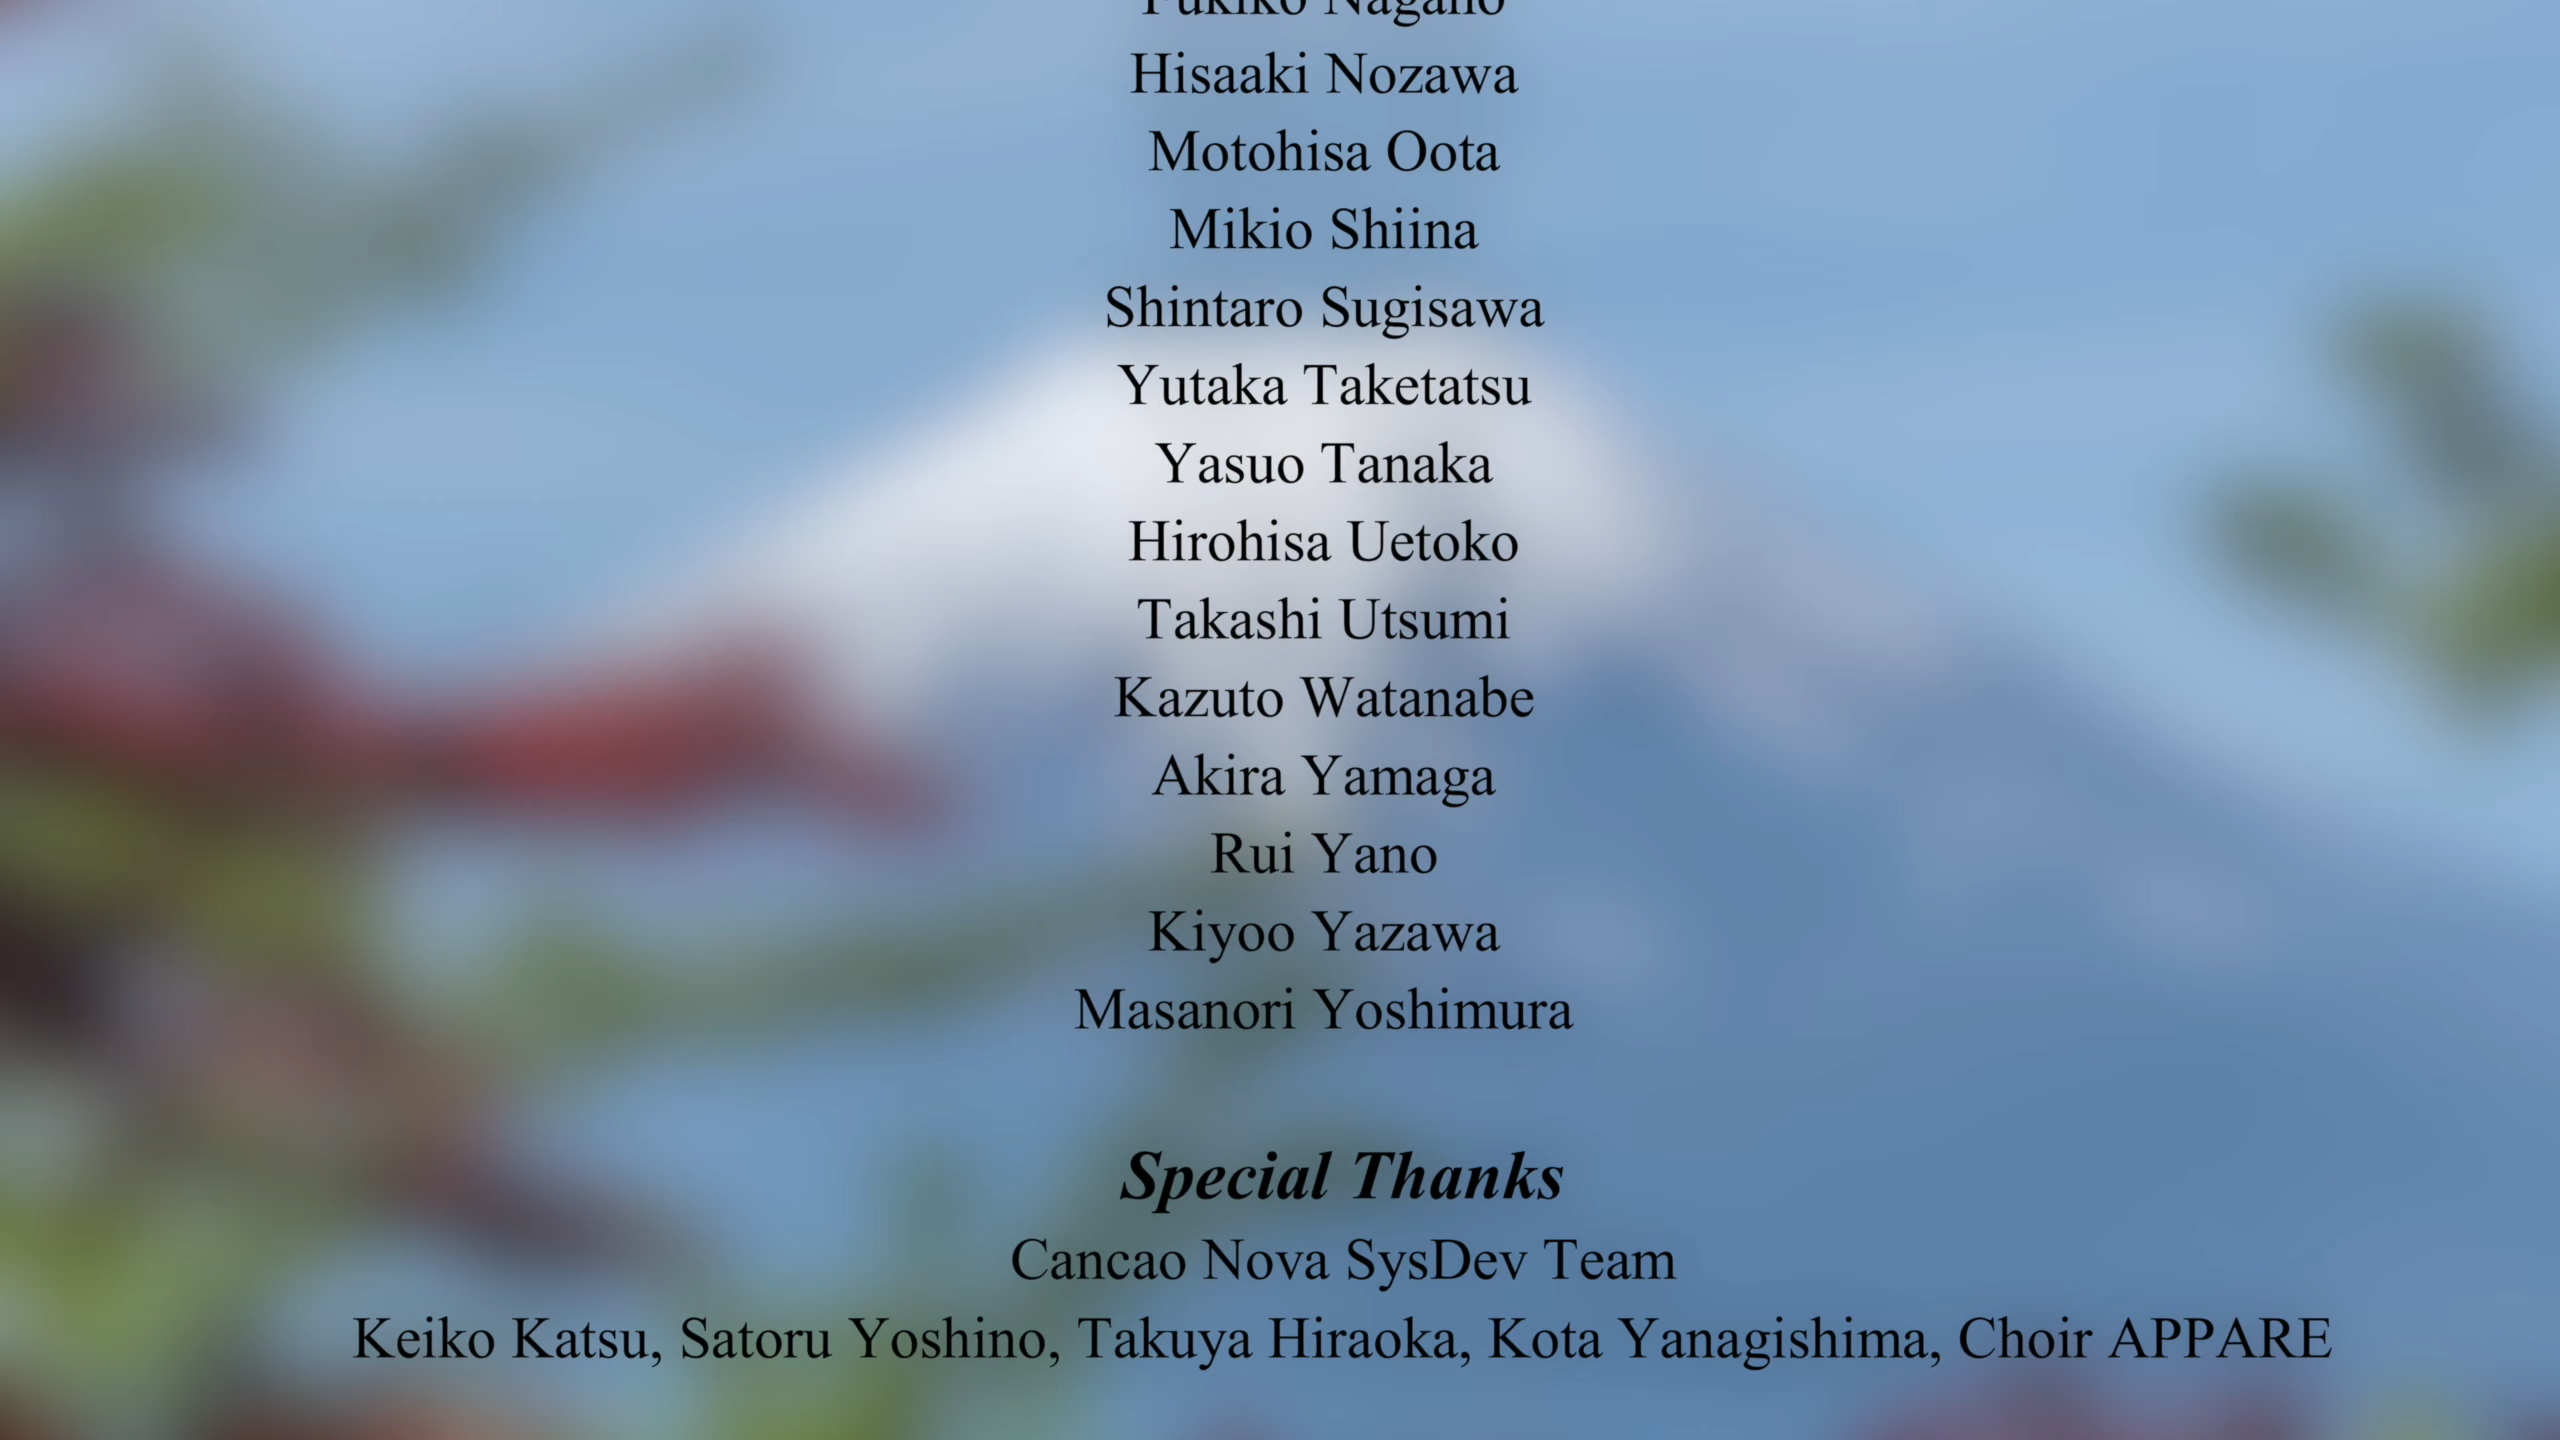 Nagano
Hisaaki Nozawa
Motohisa Oota
Mikio Shiina
Shintaro Sugisawa
Yutaka Taketatsu
Yasuo Tanaka
Hirohisa Uetoko
Takashi Utsumi
Kazuto Watanabe
Akira Yamaga
Rui Yano
Kiyoo Yazawa
Masanori Yoshimura
Special Thanks
Cancao Nova SysDev Team
Keiko Katsu, Satoru Yoshino, Takuya Hiraoka, Kota Yanagishima, Choir APPARE